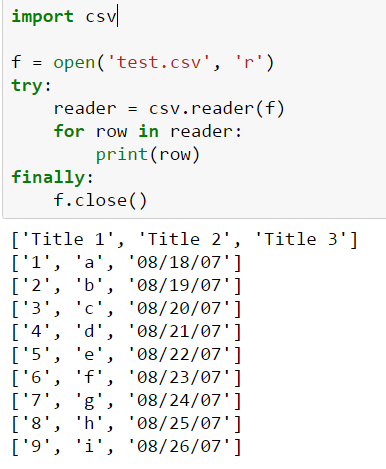 import csv
f = open('test.csv', 'r')
try:
    reader = csv.reader(f)
    for row in reader:
        print(row)
finally:
    f.close()
['Title 1', 'Title 2', 'Title 3']
['1', 'a', '08/18/07']
['2', 'b', '08/19/07']
['3', 'c', '08/20/07']
['4', 'd', '08/21/07']
['5', 'e', '08/22/07']
['6', 'f', '08/23/07']
['7', 'g', '08/24/07']
['8', 'h', '08/25/07']
['9', 'i', '08/26/07']